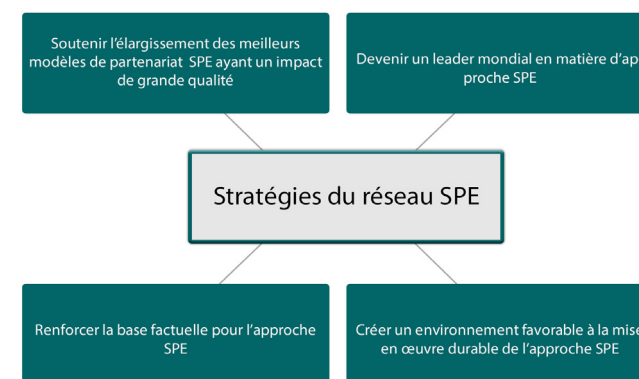 Soutenir l’élargissement des meilleurs
modèles de partenariat SPE ayant un impact
de grande qualité
Devenir un leader mondial en matière d’ap
proche SPE
Stratégies du réseau SPE
Renforcer la base factuelle pour l’approche
SPE
Créer un environnement favorable à la mise
en œuvre durable de l’approche SPE